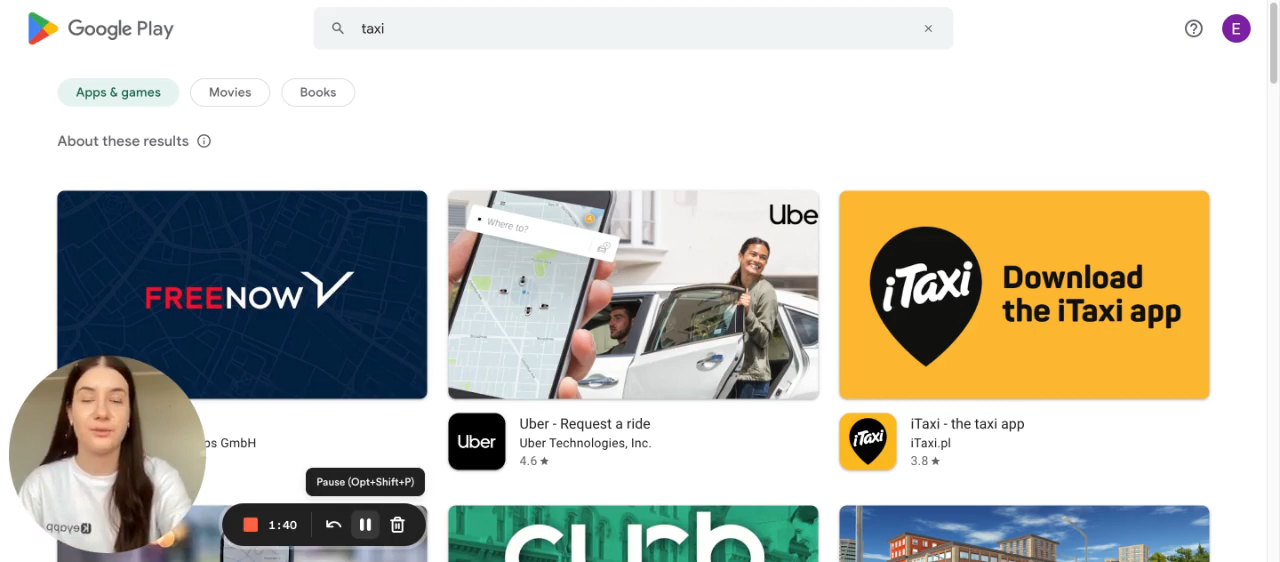 Google Play
taxi
E
Apps & games
Movies
Books
About these results
FREENOW
Where to?
Ube
iTaxi
Download
the iTaxi app
Uber
Uber - Request a ride
Uber Technologies, Inc.
4.6
iTaxi
iTaxi - the taxi app
iTaxi.pl
3.8
GmbH
Pause (Opt+Shift+P)
1:40
curb